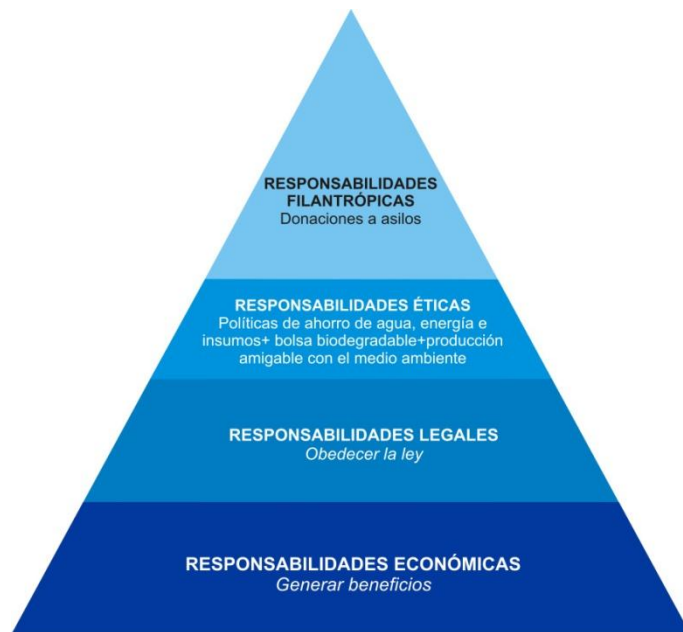 RESPONSABILIDADES
FILANTRÓPICAS
Donaciones a asilos
RESPONSABILIDADES ÉTICAS
Políticas de ahorro de agua, energía e
insumos+ bolsa biodegradable+producción
amigable con el medio ambiente
RESPONSABILIDADES LEGALES
Obedecer la ley
RESPONSABILIDADES ECONÓMICAS
Generar beneficios